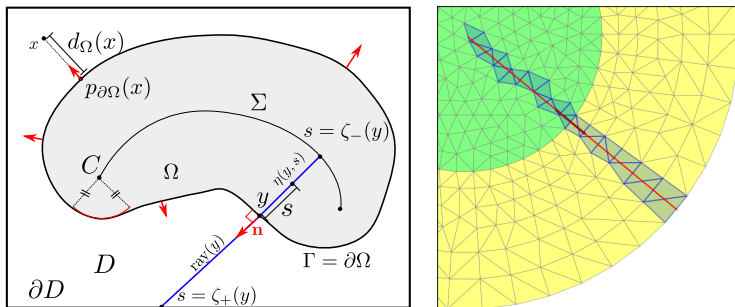 x
d_Ω(x)
p_∂Ω(x)
Σ
s = ζ_−(y)
C
Ω
η(y, s)
y
s
n
ray(y)
Γ = ∂Ω
D
∂D
s = ζ_+(y)